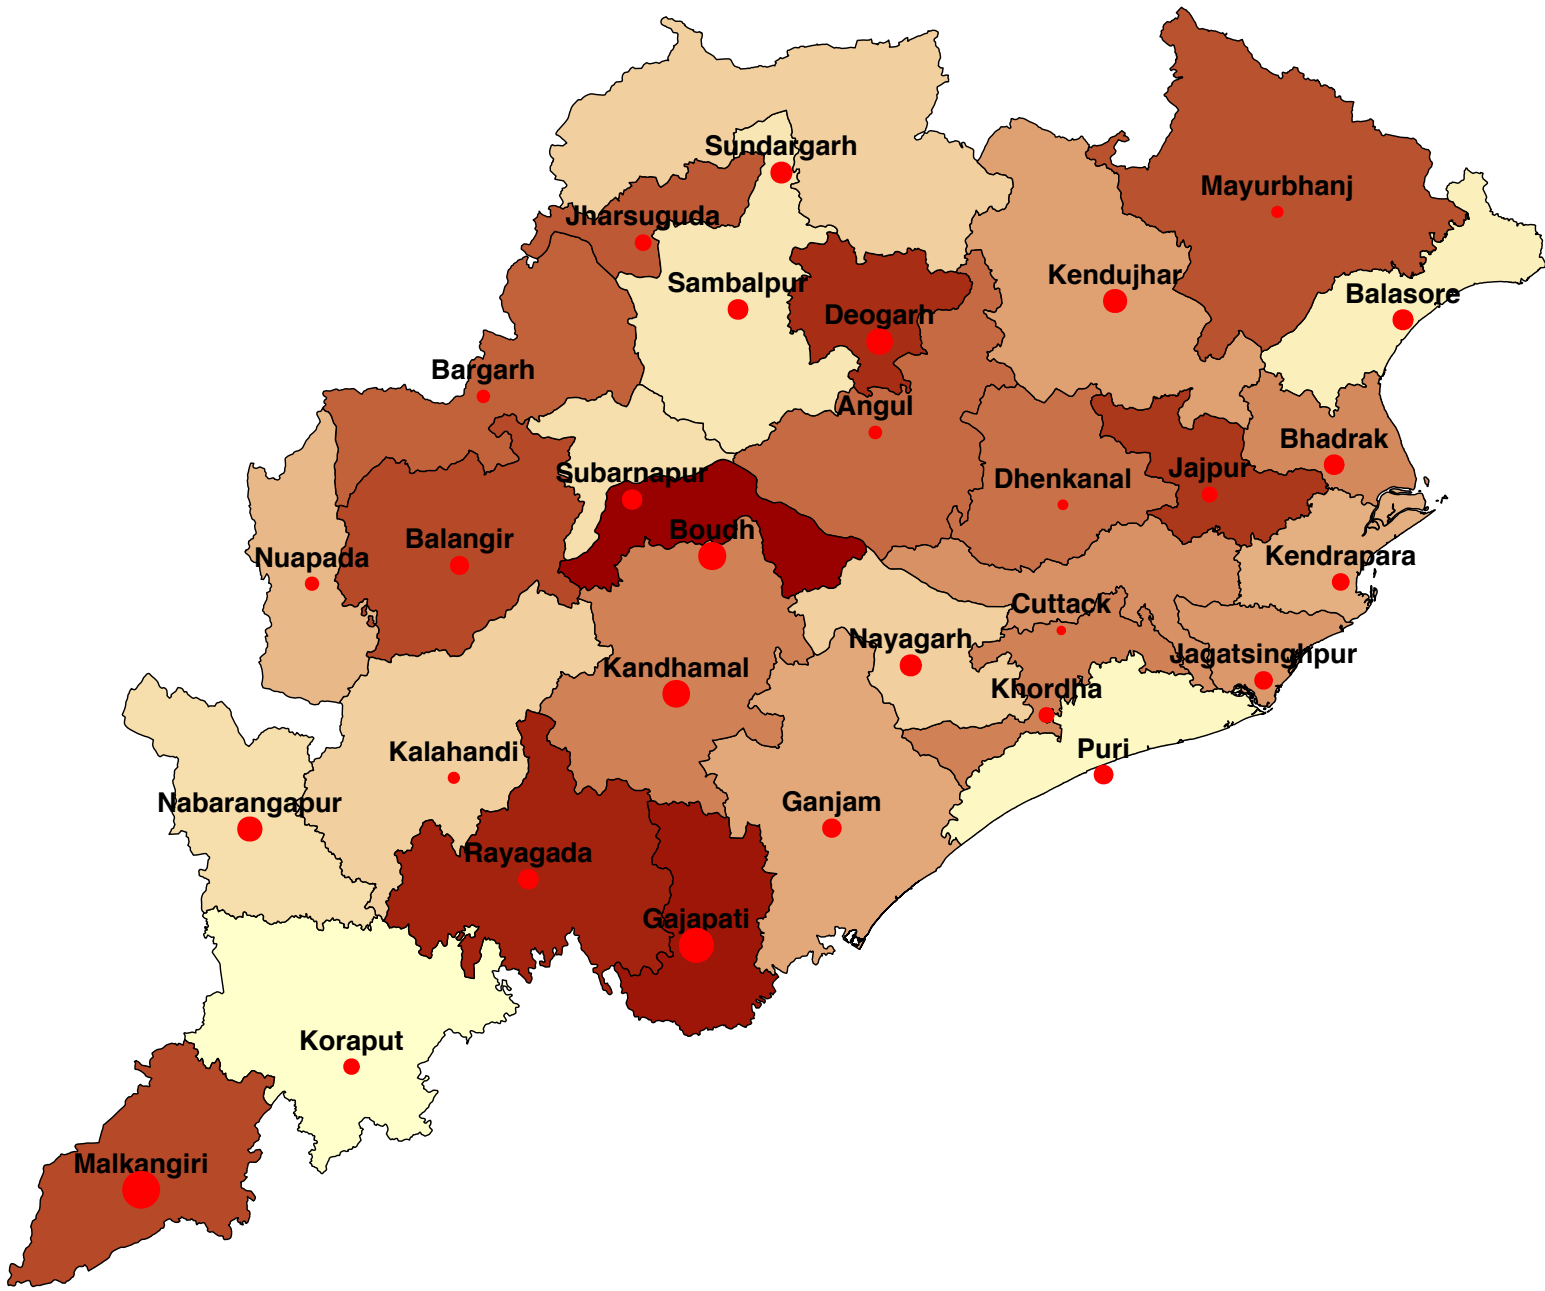 Sundargarh
Mayurbhanj
Jharsuguda
Kendujhar
Sambalpur
Balasore
Deogarh
Bargarh
Angul
Bhadrak
Jajpur
Subarnapur
Dhenkanal
Boudh
Balangir
Nuapada
Kendrapara
Cuttack
Nayagarh
Jagatsinghpur
Kandhamal
Khordha
Puri
Kalahandi
Nabarangapur
Ganjam
Rayagada
Gajapati
Koraput
Malkangiri